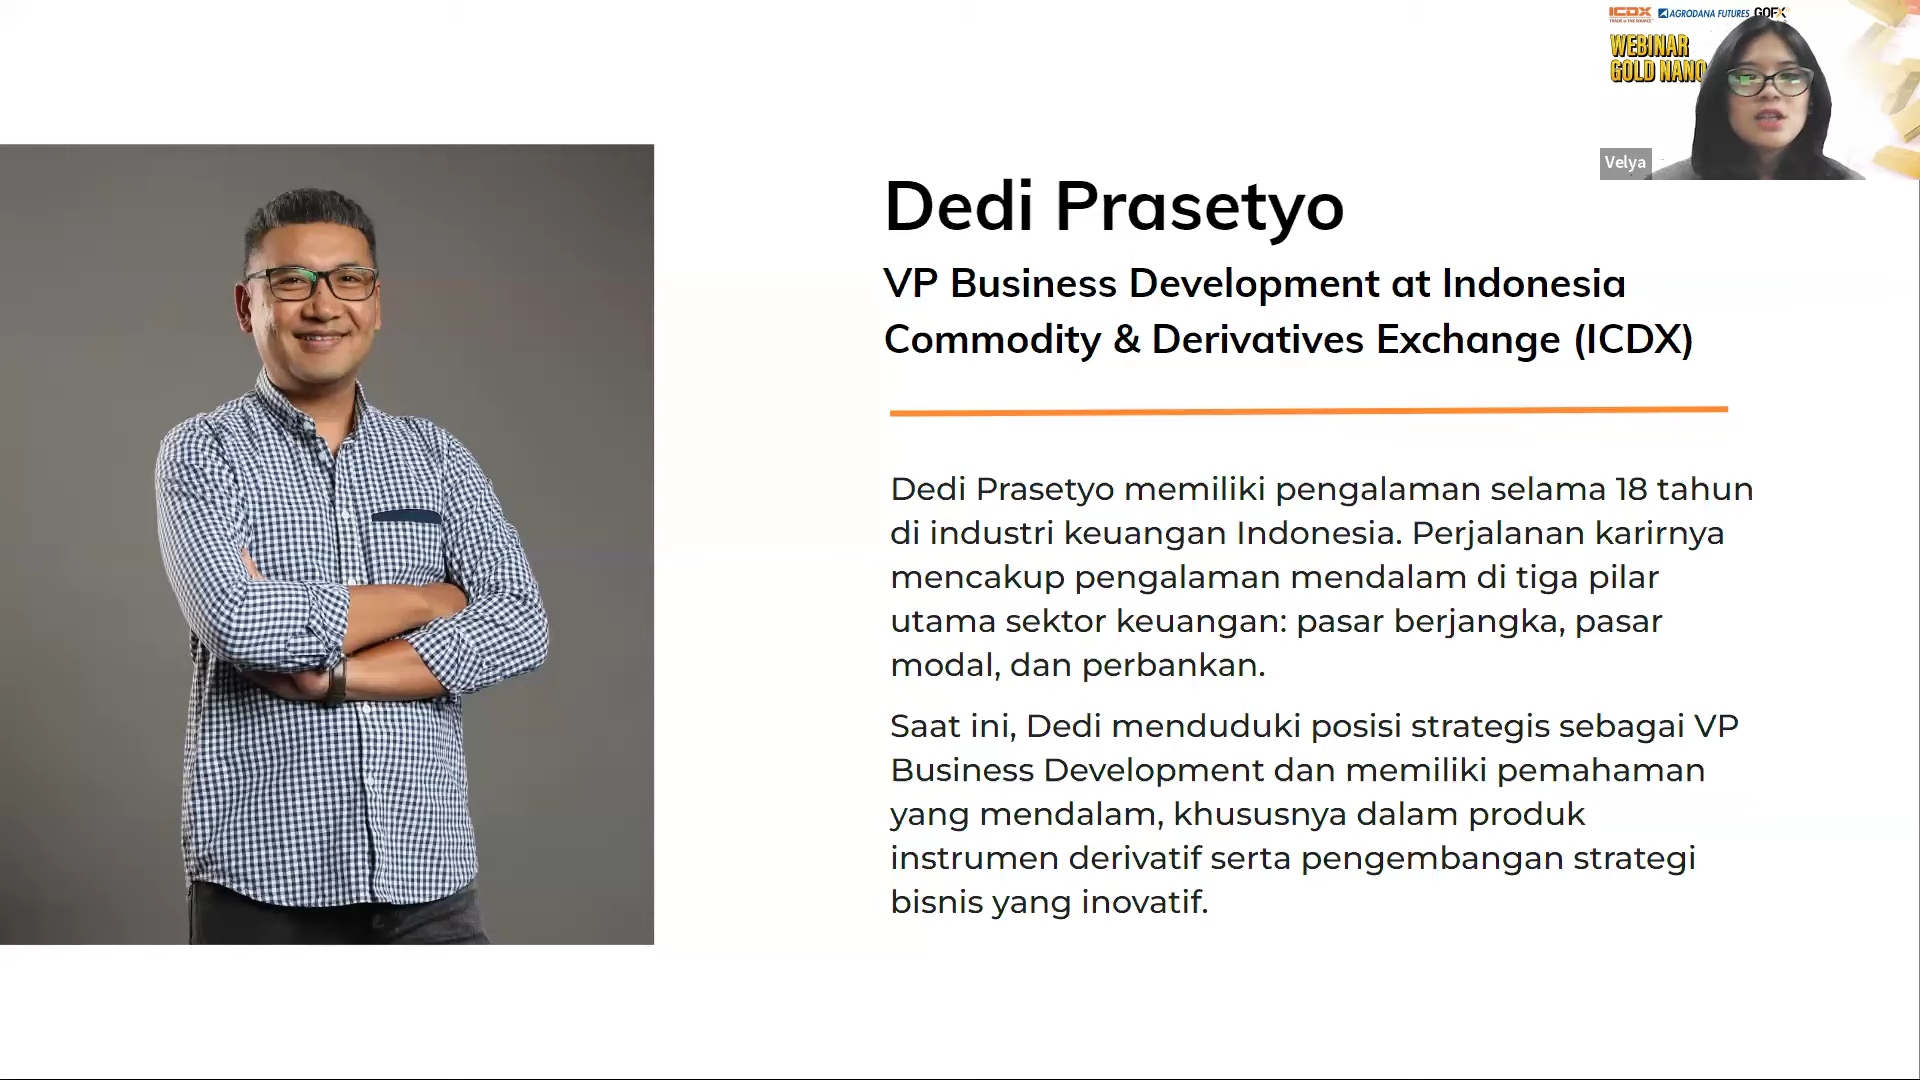 Dedi Prasetyo
VP Business Development at Indonesia
Commodity & Derivatives Exchange (ICDX)
Dedi Prasetyo memiliki pengalaman selama 18 tahun
di industri keuangan Indonesia. Perjalanan karirnya
mencakup pengalaman mendalam di tiga pilar
utama sektor keuangan: pasar berjangka, pasar
modal, dan perbankan.
Saat ini, Dedi menduduki posisi strategis sebagai VP
Business Development dan memiliki pemahaman
yang mendalam, khususnya dalam produk
instrumen derivatif serta pengembangan strategi
bisnis yang inovatif.
ICDX AGRODANA FUTURES GOFX
WEBINAR
GOLD NANO
Velya